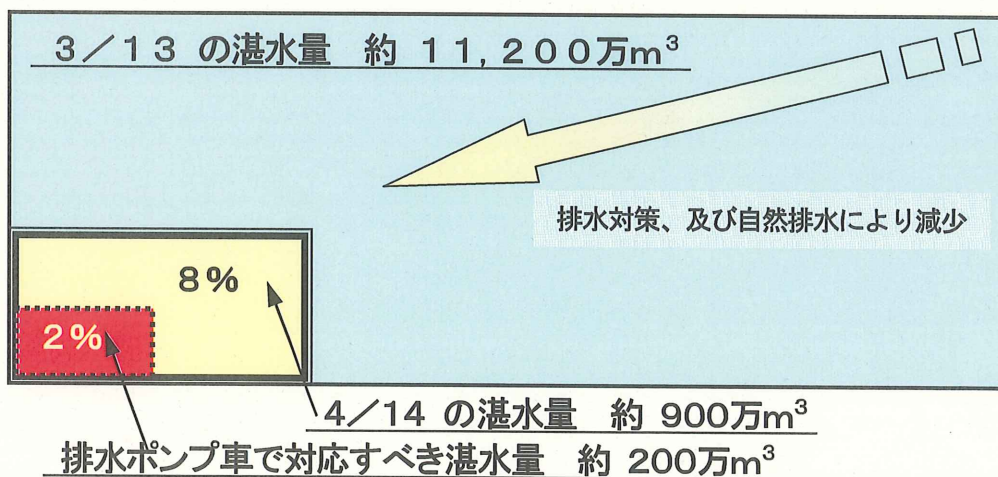 3／13 の湛水量 約 11,200万m³
排水対策、及び自然排水により減少
8%
2%
4／14 の湛水量 約 900万m³
排水ポンプ車で対応すべき湛水量 約 200万m³